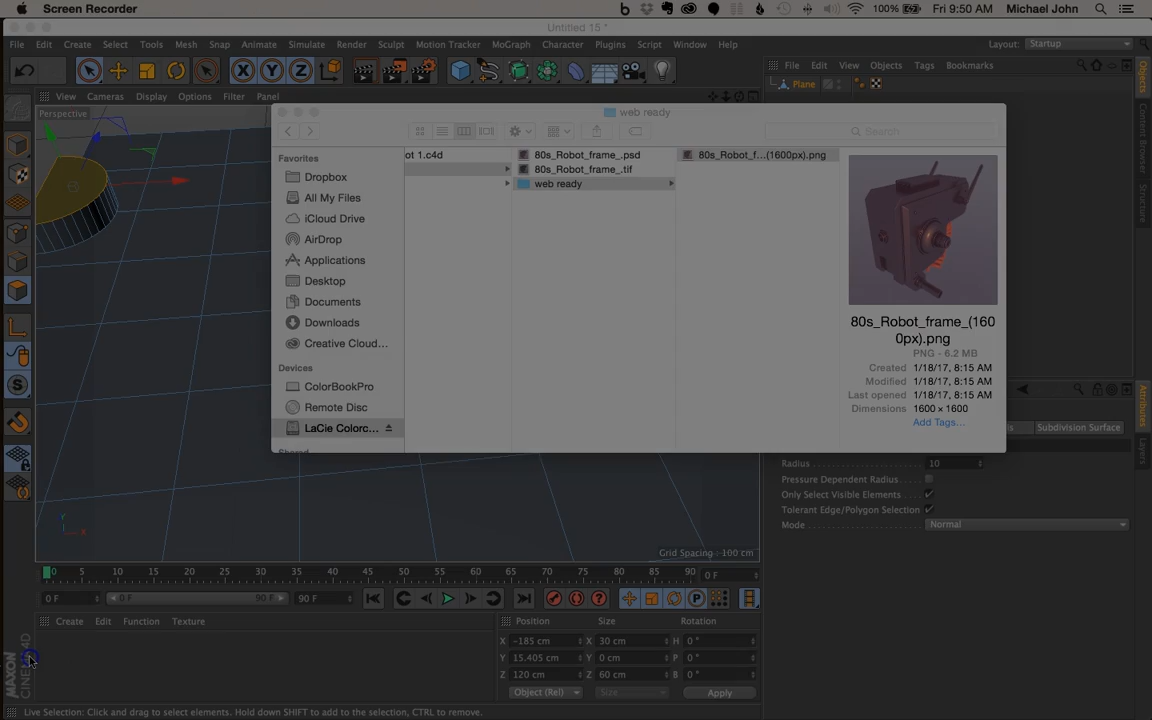 Screen Recorder 100% Fri 9:50 AM Michael John
Untitled 15 *
File Edit Create Select Tools Mesh Snap Animate Simulate Render Sculpt Motion Tracker MoGraph Character Plugins Script Window Help Layout: Startup
X Y Z
File Edit View Objects Tags Bookmarks
Plane
View Cameras Display Options Filter Panel
Perspective
web ready
Search
Favorites
Dropbox
All My Files
iCloud Drive
AirDrop
Applications
Desktop
Documents
Downloads
Creative Cloud...
Devices
ColorBookPro
Remote Disc
LaCie Colorc...
ot 1.c4d
80s_Robot_frame_.psd
80s_Robot_frame_.tif
web ready
80s_Robot_f...(1600px).png
80s_Robot_frame_(160
0px).png
PNG - 6.2 MB
Created 1/18/17, 8:15 AM
Modified 1/18/17, 8:15 AM
Last opened 1/18/17, 8:15 AM
Dimensions 1600 × 1600
Add Tags...
Objects
Content Browser
Structure
Attributes
Layers
Subdivision Surface
Radius 10
Pressure Dependent Radius
Only Select Visible Elements
Tolerant Edge/Polygon Selection
Mode Normal
Y
X
Grid Spacing : 100 cm
0 5 10 15 20 25 30 35 40 45 50 55 60 65 70 75 80 85 90 0 F
0 F 0 F 90 F 90 F
Create Edit Function Texture
Position Size Rotation
X -185 cm X 30 cm H 0 °
Y 15.405 cm Y 0 cm P 0 °
Z 120 cm Z 60 cm B 0 °
Object (Rel) Size Apply
MAXON
CINEMA 4D
Live Selection: Click and drag to select elements. Hold down SHIFT to add to the selection, CTRL to remove.